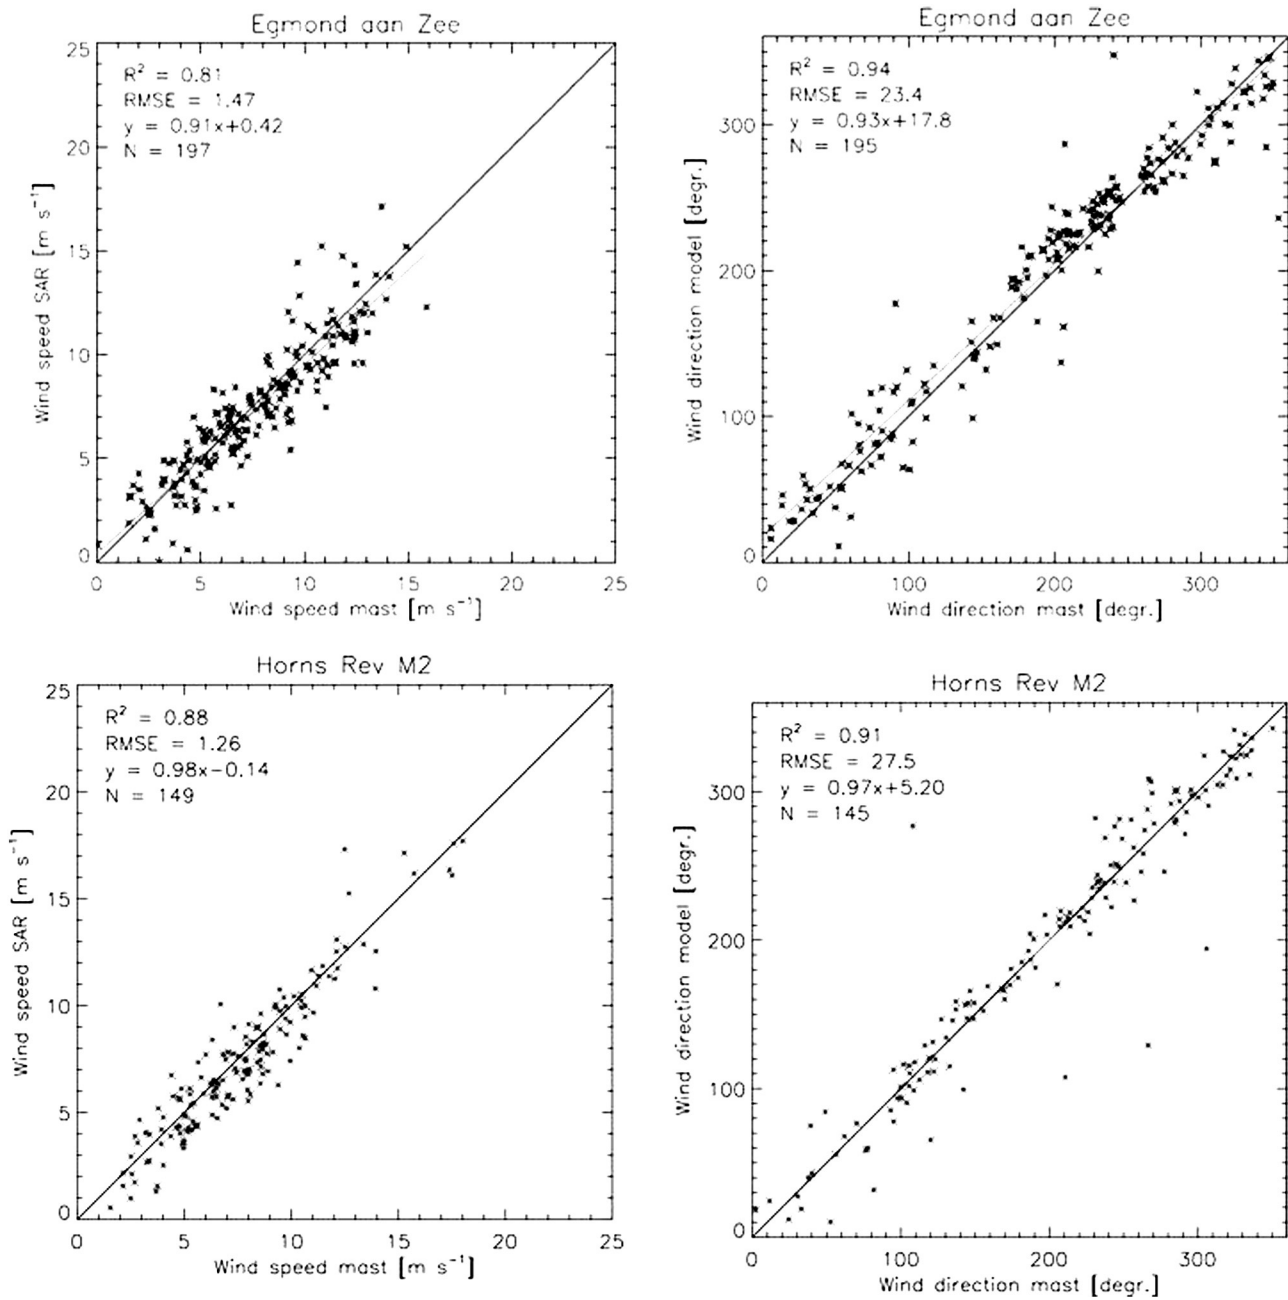 Egmond aan Zee
R² = 0.81
RMSE = 1.47
y = 0.91x+0.42
N = 197
25
20
15
10
5
0
0 5 10 15 20 25
Wind speed SAR [m s⁻¹]
Wind speed mast [m s⁻¹]
Egmond aan Zee
R² = 0.94
RMSE = 23.4
y = 0.93x+17.8
N = 195
300
200
100
0
0 100 200 300
Wind direction model [degr.]
Wind direction mast [degr.]
Horns Rev M2
R² = 0.88
RMSE = 1.26
y = 0.98x−0.14
N = 149
25
20
15
10
5
0
0 5 10 15 20 25
Wind speed SAR [m s⁻¹]
Wind speed mast [m s⁻¹]
Horns Rev M2
R² = 0.91
RMSE = 27.5
y = 0.97x+5.20
N = 145
300
200
100
0
0 100 200 300
Wind direction model [degr.]
Wind direction mast [degr.]